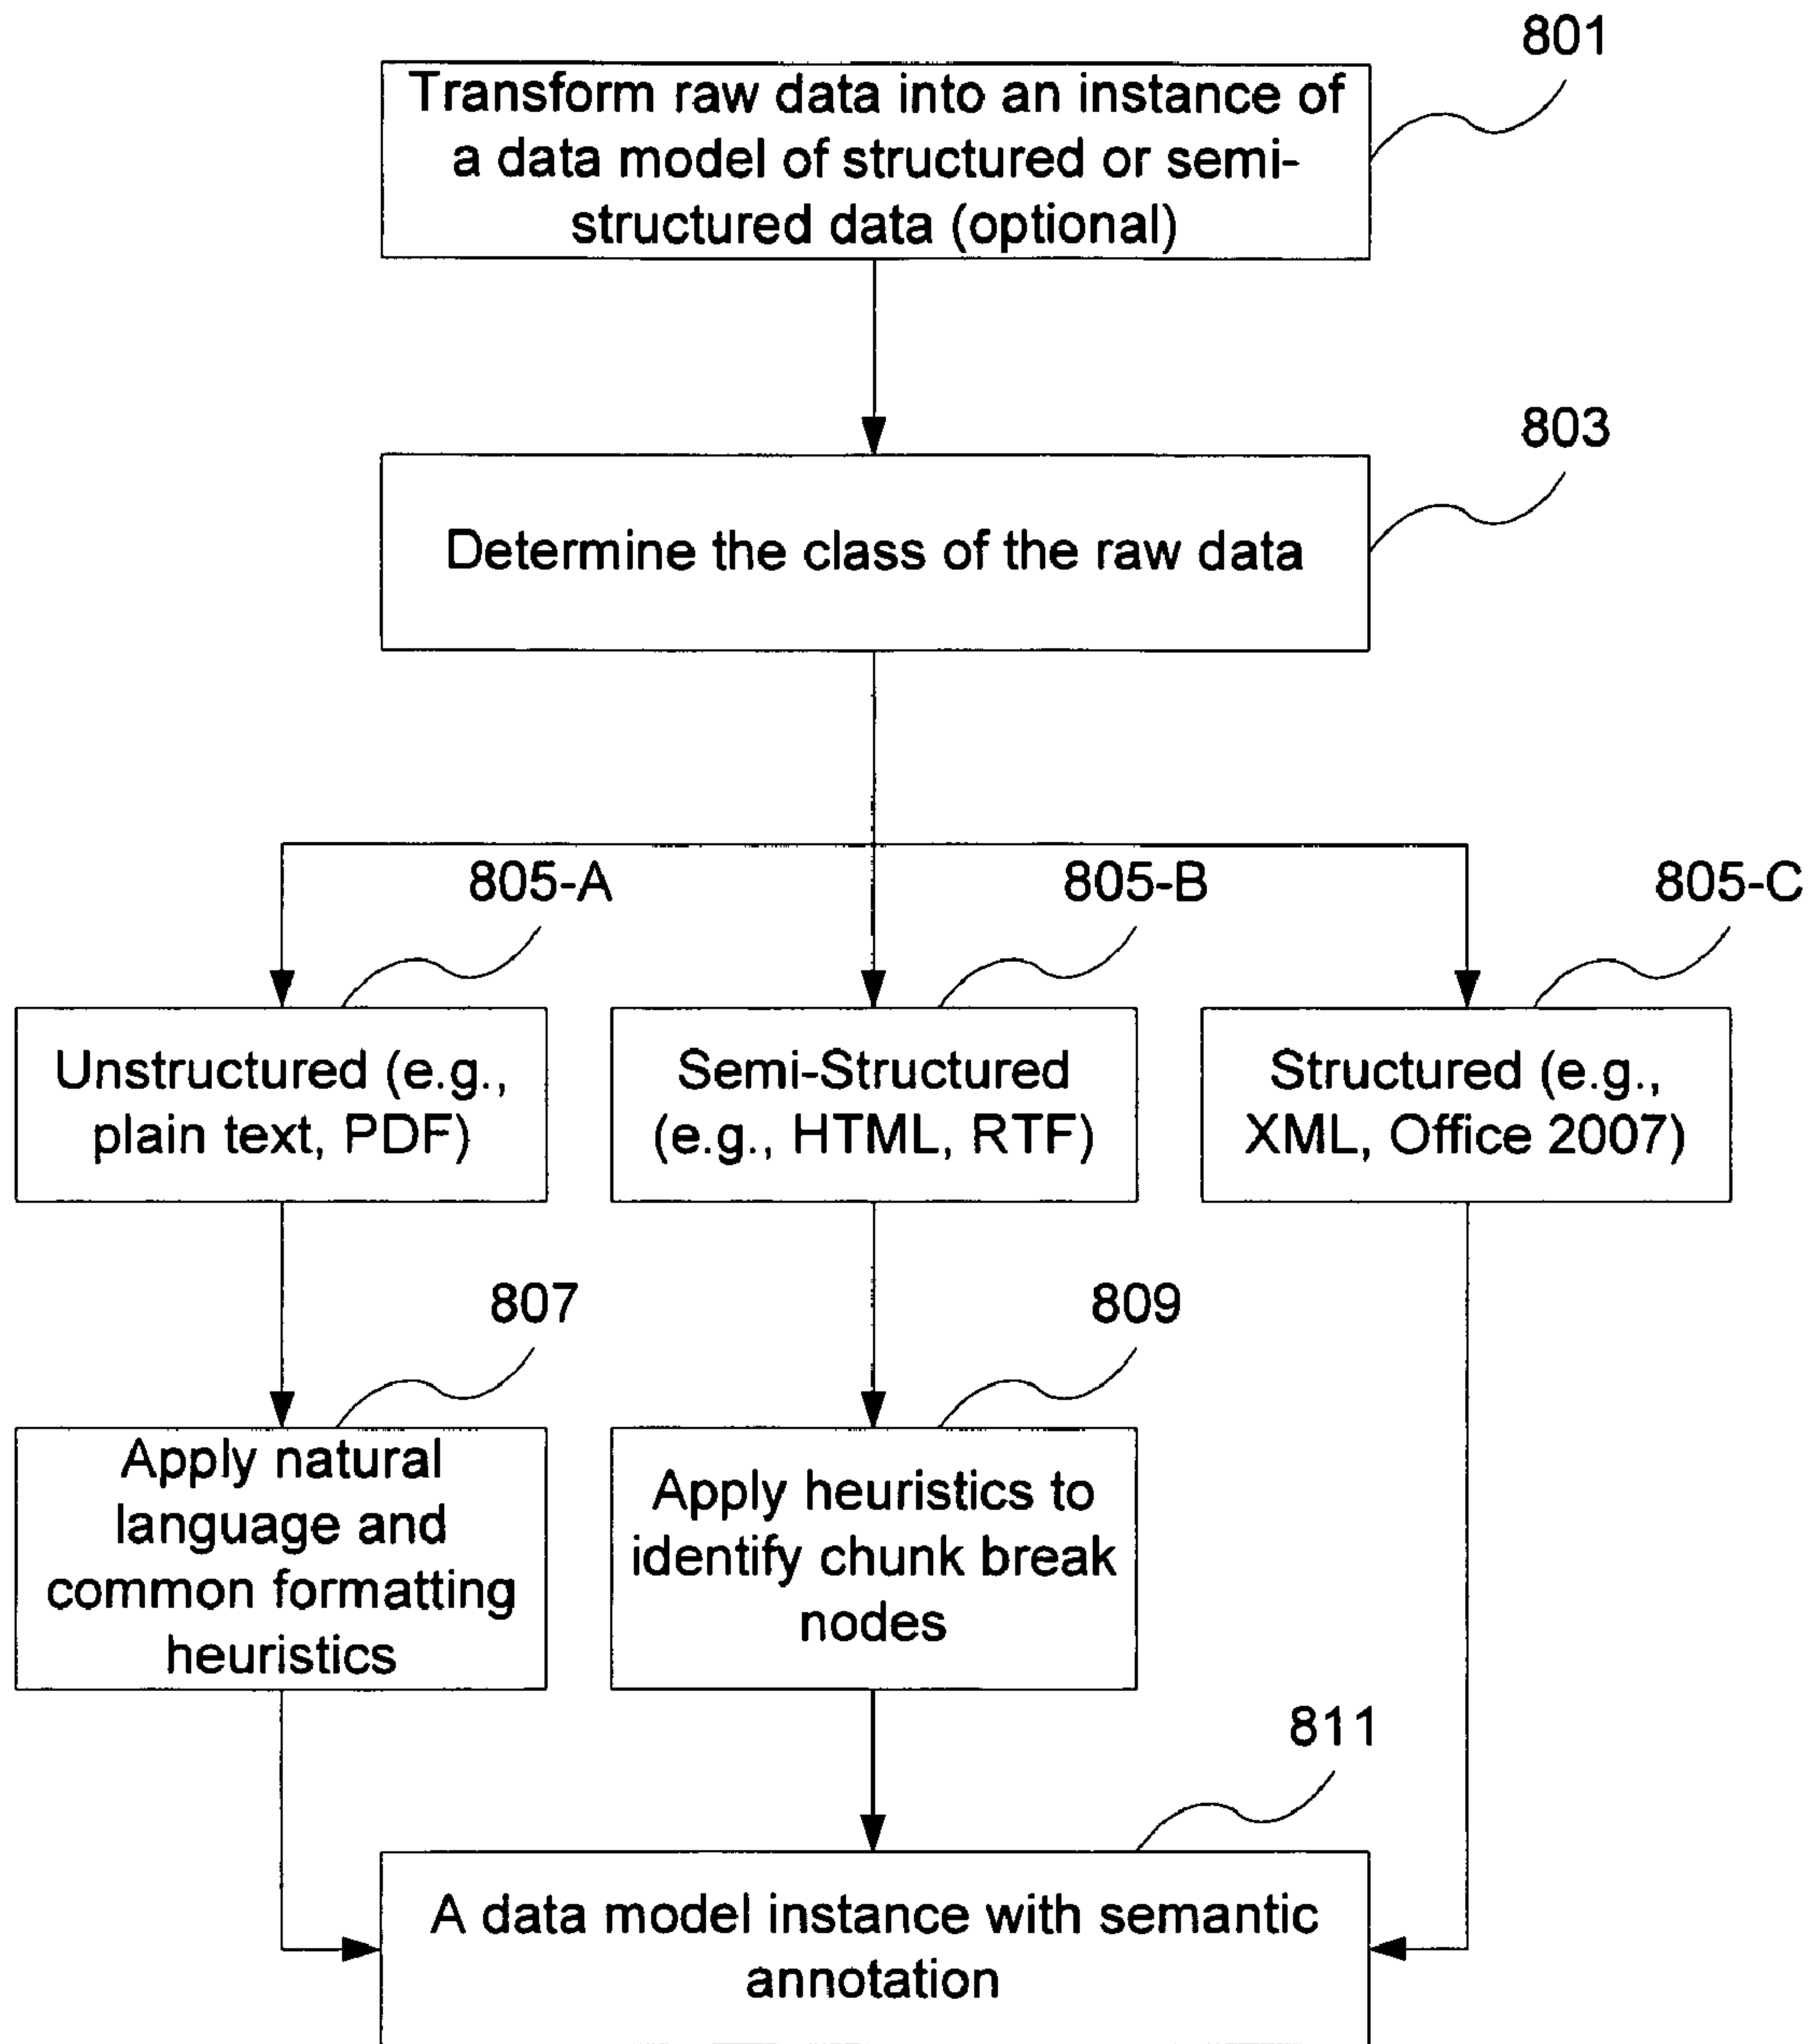 801
Transform raw data into an instance of
a data model of structured or semi-
structured data (optional)
803
Determine the class of the raw data
805-A
805-B
805-C
Unstructured (e.g.,
plain text, PDF)
Semi-Structured
(e.g., HTML, RTF)
Structured (e.g.,
XML, Office 2007)
807
809
Apply natural
language and
common formatting
heuristics
Apply heuristics to
identify chunk break
nodes
811
A data model instance with semantic
annotation